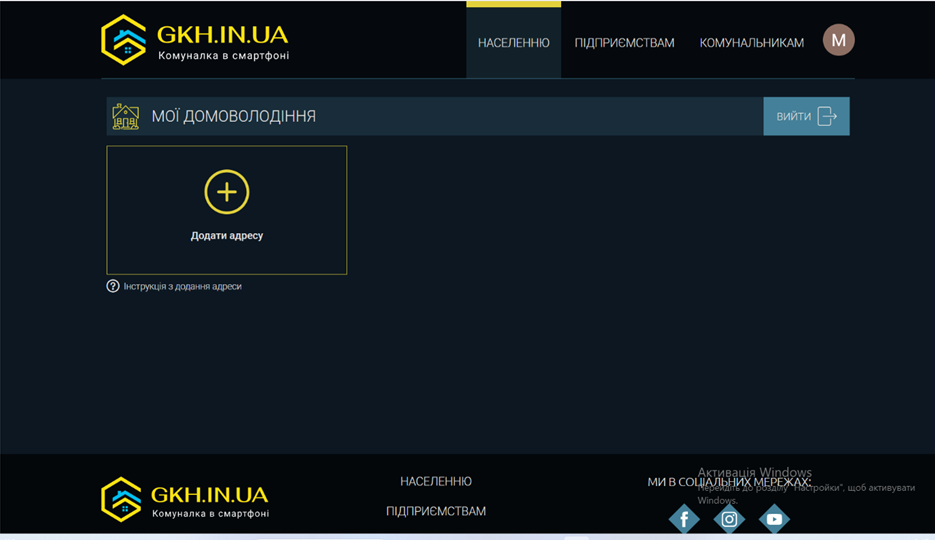 GKH.IN.UA
Комуналка в смартфоні
НАСЕЛЕННЮ
ПІДПРИЄМСТВАМ
КОМУНАЛЬНИКАМ
M
МОЇ ДОМОВОЛОДІННЯ
ВИЙТИ
Додати адресу
? Інструкція з додання адреси
GKH.IN.UA
Комуналка в смартфоні
НАСЕЛЕННЮ
ПІДПРИЄМСТВАМ
МИ В СОЦІАЛЬНИХ МЕРЕЖАХ:
Активація Windows
Перейдіть до розділу "Настройки", щоб активувати
Windows.